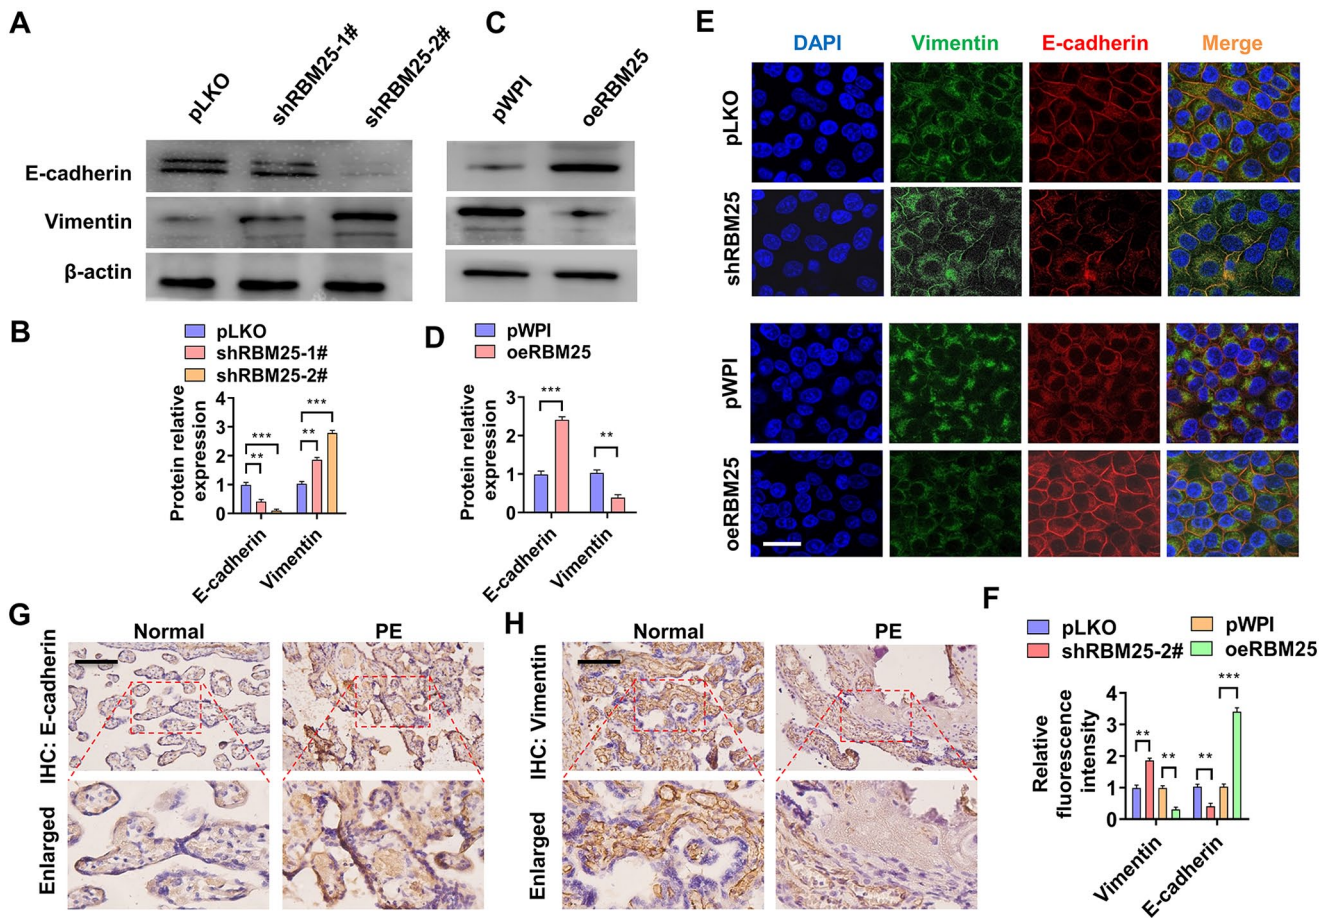 A
pLKO
shRBM25-1#
shRBM25-2#
E-cadherin
Vimentin
β-actin
C
pWPI
oeRBM25
B
pLKO
shRBM25-1#
shRBM25-2#
Protein relative
expression
4
3
2
1
0
***
**
***
**
E-cadherin
Vimentin
D
pWPI
oeRBM25
Protein relative
expression
3
2
1
0
***
**
E-cadherin
Vimentin
E
DAPI
Vimentin
E-cadherin
Merge
pLKO
shRBM25
pWPI
oeRBM25
G
Normal
PE
IHC: E-cadherin
Enlarged
H
Normal
PE
IHC: Vimentin
Enlarged
F
pLKO
shRBM25-2#
pWPI
oeRBM25
Relative
fluorescence
intensity
4
3
2
1
0
**
**
**
***
Vimentin
E-cadherin